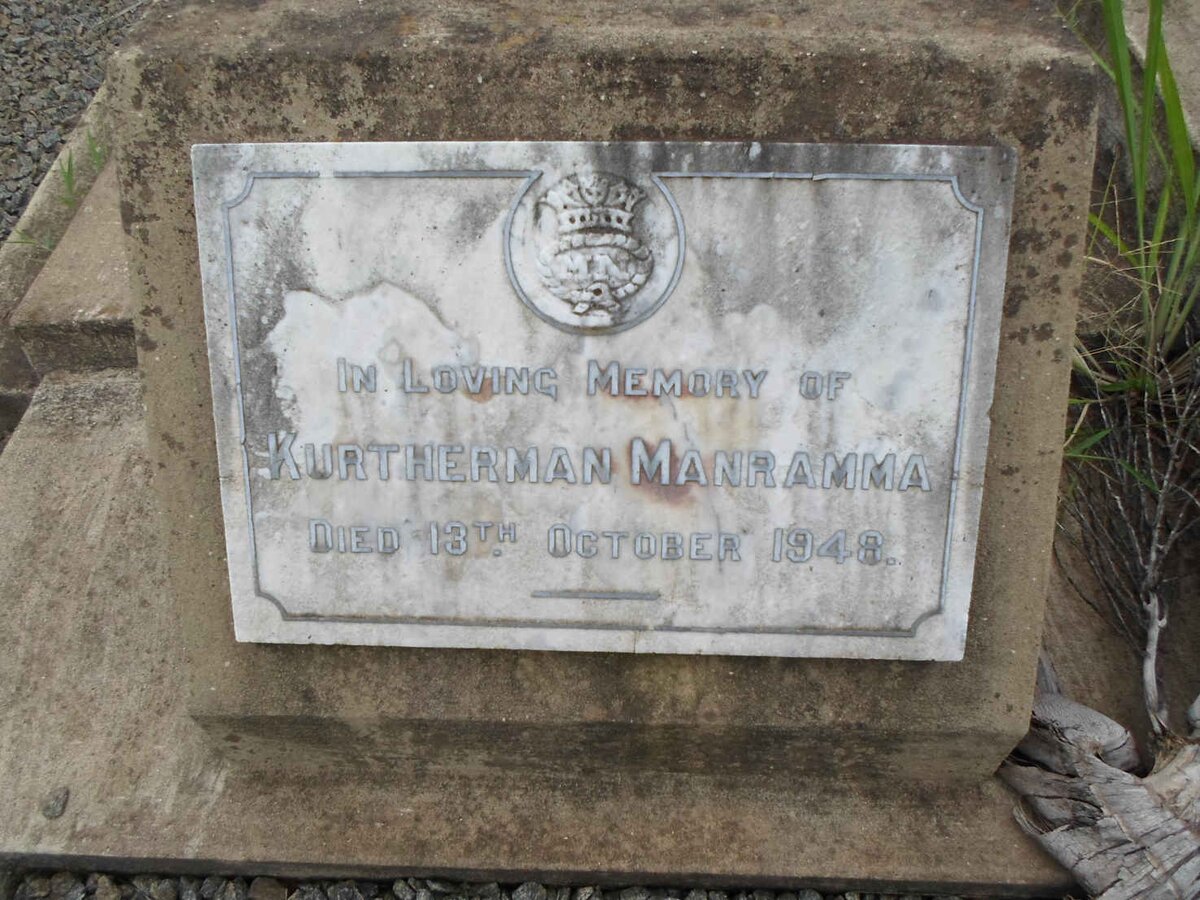 IN LOVING MEMORY OF
KURTHERMAN MANRAMMA
DIED 13TH OCTOBER 1948.